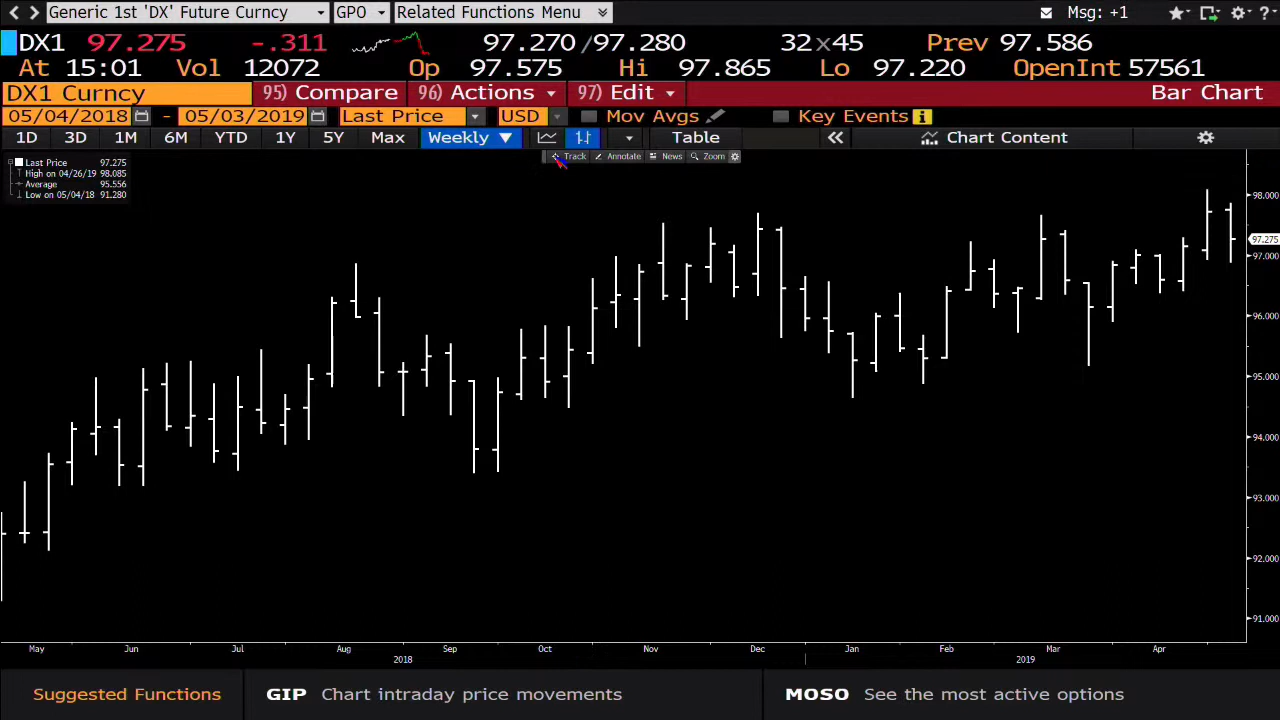 Generic 1st 'DX' Future Curncy GPO Related Functions Menu Msg: +1
DX1 97.275 -.311 97.270 /97.280 32x45 Prev 97.586
At 15:01 Vol 12072 Op 97.575 Hi 97.865 Lo 97.220 OpenInt 57561
DX1 Curncy 95) Compare 96) Actions 97) Edit Bar Chart
05/04/2018 - 05/03/2019 Last Price USD Mov Avgs Key Events
1D 3D 1M 6M YTD 1Y 5Y Max Weekly Table Chart Content
Track Annotate News Zoom
Last Price 97.275
High on 04/26/19 98.085
Average 95.556
Low on 05/04/18 91.280
98.000
97.275
97.000
96.000
95.000
94.000
93.000
92.000
91.000
May Jun Jul Aug Sep Oct Nov Dec Jan Feb Mar Apr
2018 2019
Suggested Functions GIP Chart intraday price movements MOSO See the most active options